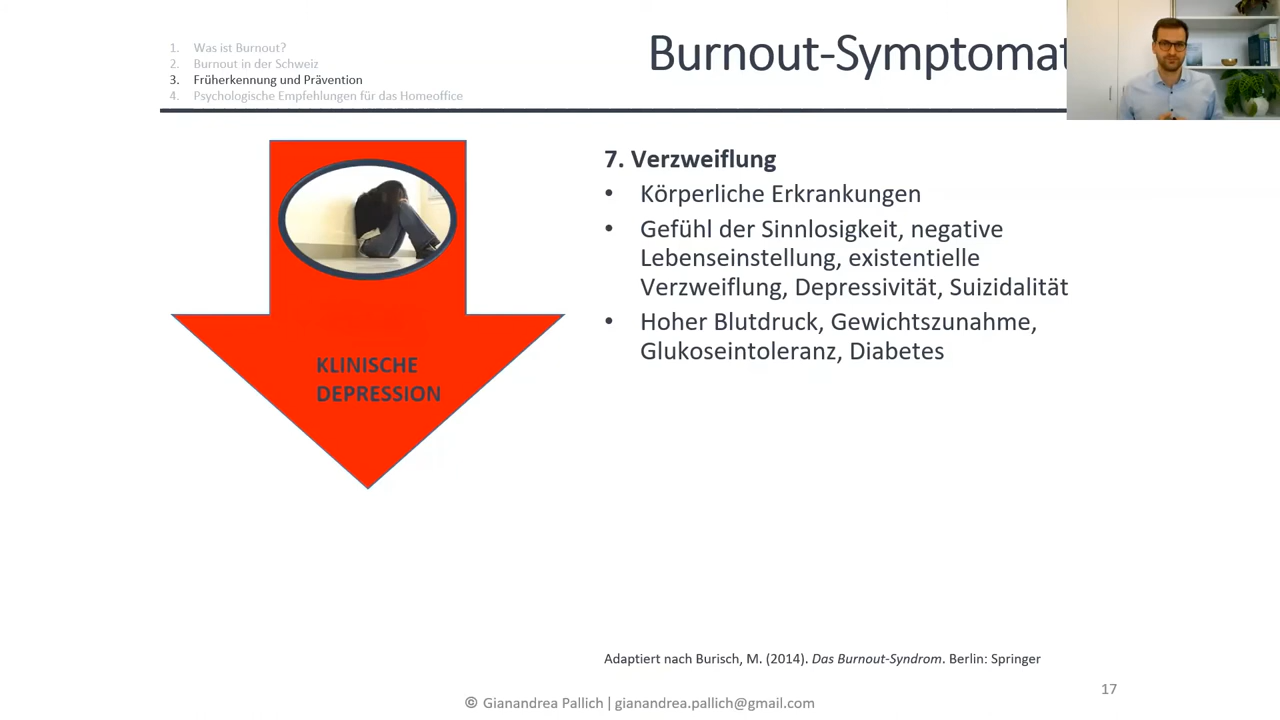 1. Was ist Burnout?
2. Burnout in der Schweiz
3. Früherkennung und Prävention
4. Psychologische Empfehlungen für das Homeoffice
Burnout-Symptomat
7. Verzweiflung
• Körperliche Erkrankungen
• Gefühl der Sinnlosigkeit, negative
Lebenseinstellung, existentielle
Verzweiflung, Depressivität, Suizidalität
• Hoher Blutdruck, Gewichtszunahme,
Glukoseintoleranz, Diabetes
KLINISCHE
DEPRESSION
Adaptiert nach Burisch, M. (2014). Das Burnout-Syndrom. Berlin: Springer
© Gianandrea Pallich | gianandrea.pallich@gmail.com
17